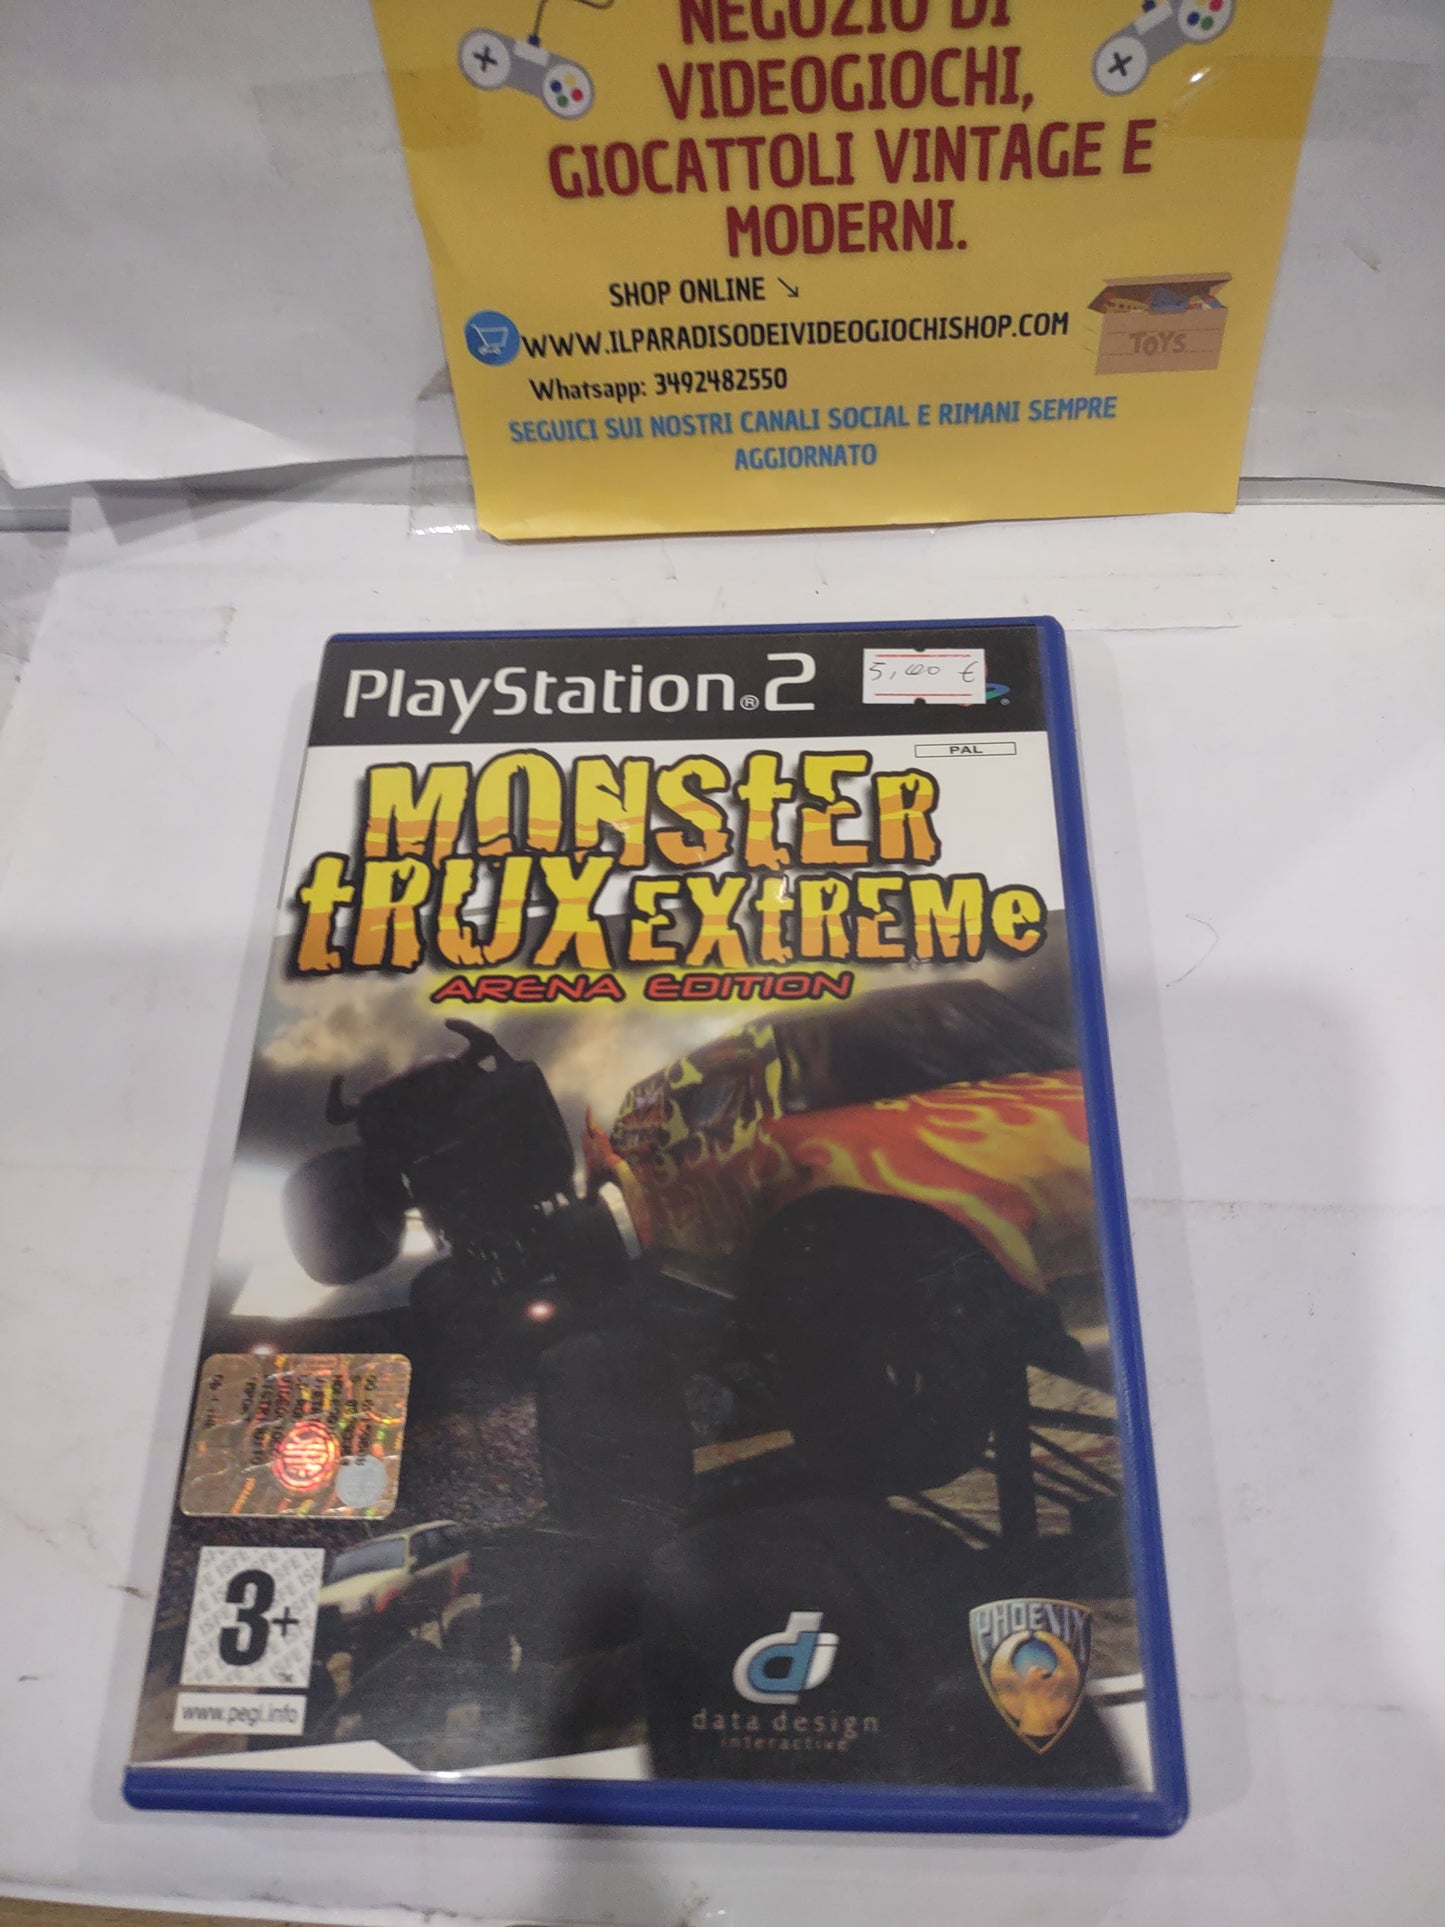 NEGOZIO DI
VIDEOGIOCHI,
GIOCATTOLI VINTAGE E
MODERNI.
SHOP ONLINE ↘
WWW.ILPARADISODEIVIDEOGIOCHISHOP.COM
TOYS
Whatsapp: 3492482550
SEGUICI SUI NOSTRI CANALI SOCIAL E RIMANI SEMPRE
AGGIORNATO
PlayStation®2
5,00 €
PAL
MONStER
tRUX EXtREMe
ARENA EDITION
3+
www.pegi.info
data design
interactive
PHOENIX